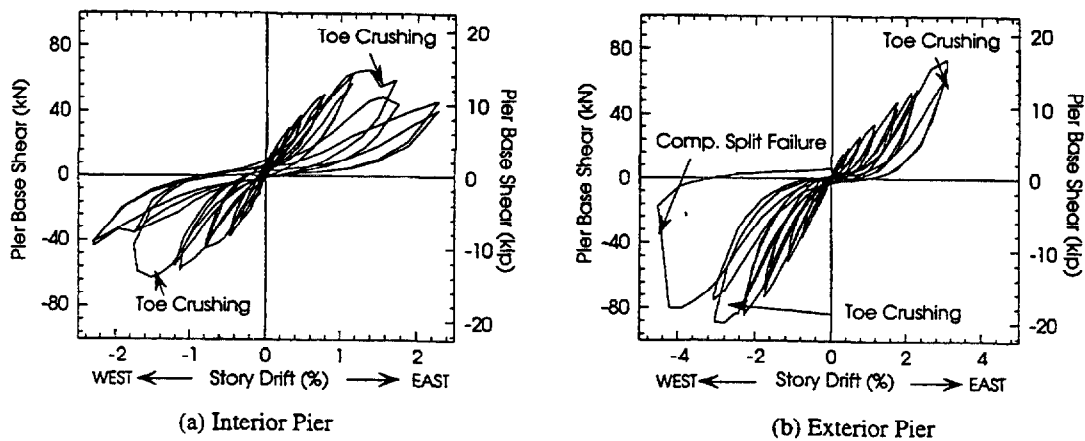 80
40
0
-40
-80
Pier Base Shear (kN)
Toe Crushing
Toe Crushing
20
10
0
-10
-20
Pier Base Shear (kip)
-2
-1
0
1
2
WEST
Story Drift (%)
EAST
(a) Interior Pier
80
40
0
-40
-80
Pier Base Shear (kN)
Toe Crushing
Comp. Split Failure
Toe Crushing
20
10
0
-10
-20
Pier Base Shear (kip)
-4
-2
0
2
4
WEST
Story Drift (%)
EAST
(b) Exterior Pier